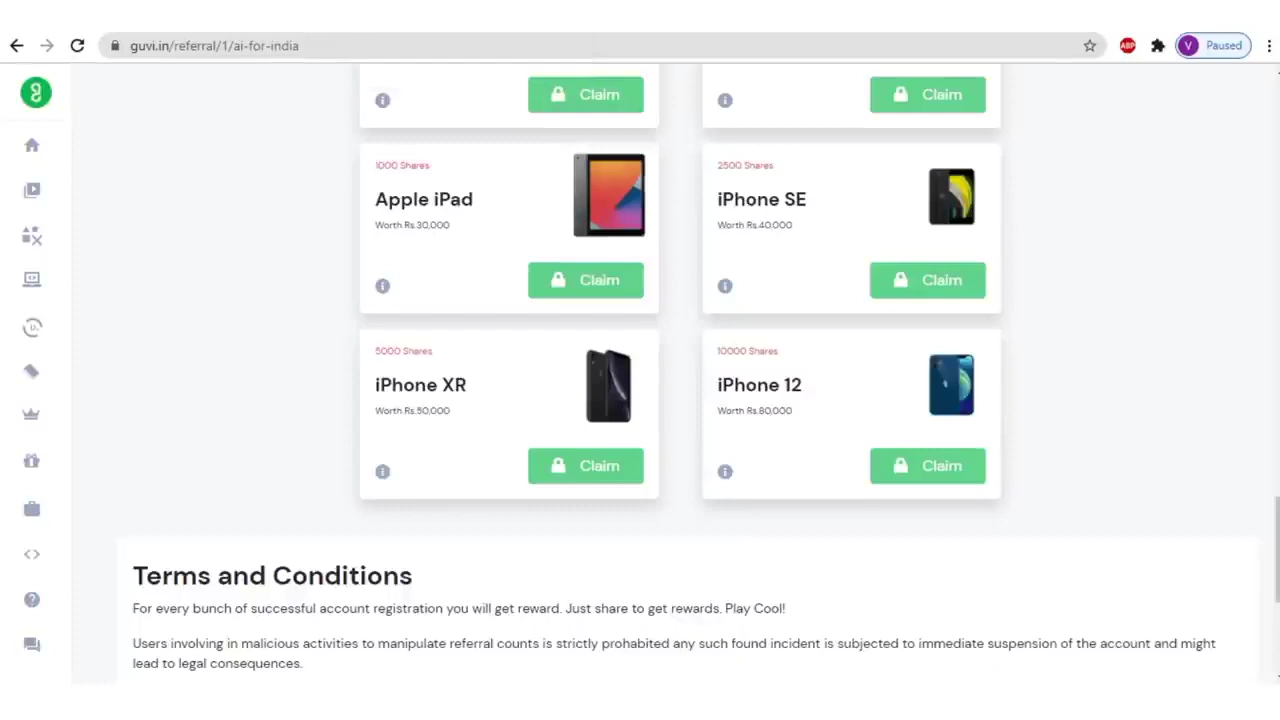 guvi.in/referral/1/ai-for-india
ABP
V
Paused
Claim
Claim
1000 Shares
Apple iPad
Worth Rs.30,000
Claim
2500 Shares
iPhone SE
Worth Rs.40,000
Claim
5000 Shares
iPhone XR
Worth Rs.50,000
Claim
10000 Shares
iPhone 12
Worth Rs.80,000
Claim
Terms and Conditions
For every bunch of successful account registration you will get reward. Just share to get rewards. Play Cool!
Users involving in malicious activities to manipulate referral counts is strictly prohabited any such found incident is subjected to immediate suspension of the account and might
lead to legal consequences.